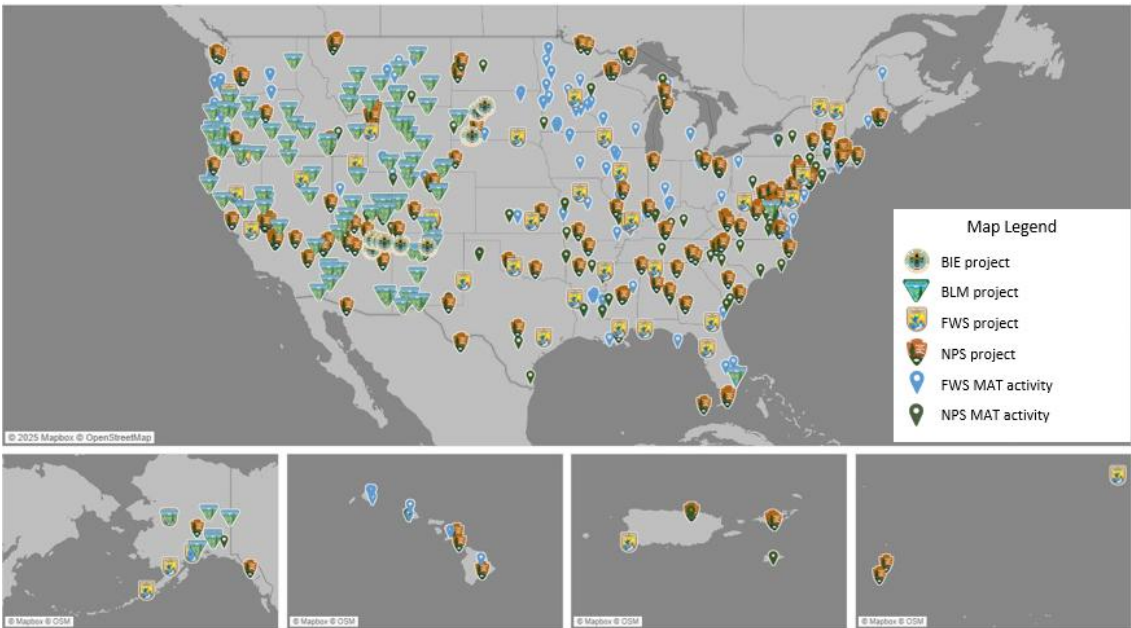 Map Legend
BIE project
BLM project
FWS project
NPS project
FWS MAT activity
NPS MAT activity
© 2025 Mapbox © OpenStreetMap
© Mapbox © OSM
© Mapbox © OSM
© Mapbox © OSM
© Mapbox © OSM